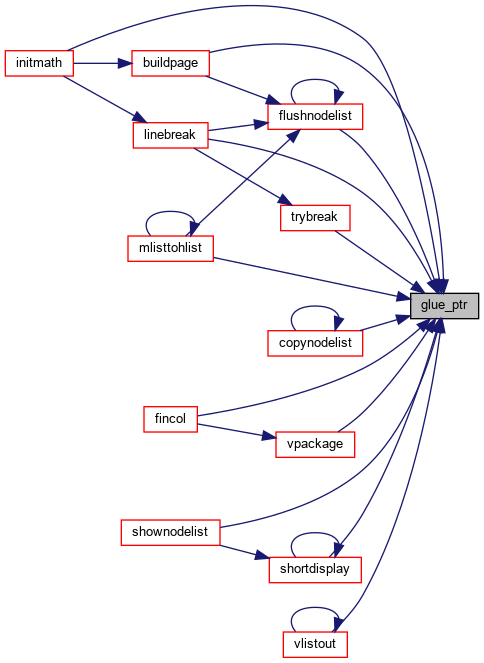 initmath
buildpage
flushnodelist
linebreak
trybreak
mlisttohlist
glue_ptr
copynodelist
fincol
vpackage
shownodelist
shortdisplay
vlistout